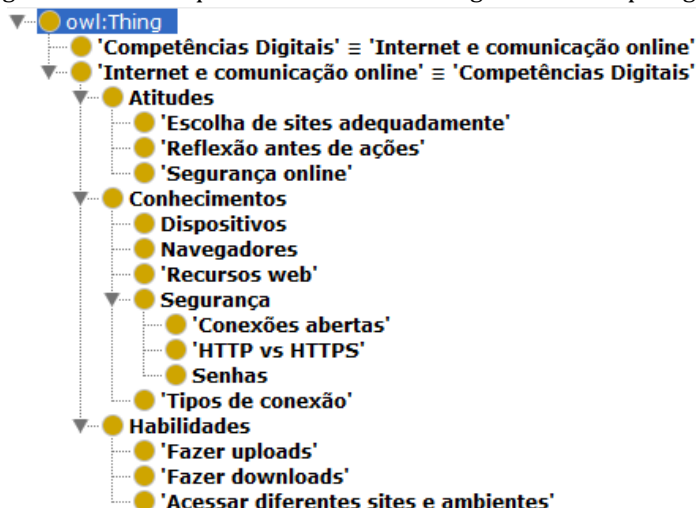 owl:Thing
'Competências Digitais' ≡ 'Internet e comunicação online'
'Internet e comunicação online' ≡ 'Competências Digitais'
Atitudes
'Escolha de sites adequadamente'
'Reflexão antes de ações'
'Segurança online'
Conhecimentos
Dispositivos
Navegadores
'Recursos web'
Segurança
'Conexões abertas'
'HTTP vs HTTPS'
Senhas
'Tipos de conexão'
Habilidades
'Fazer uploads'
'Fazer downloads'
'Acessar diferentes sites e ambientes'